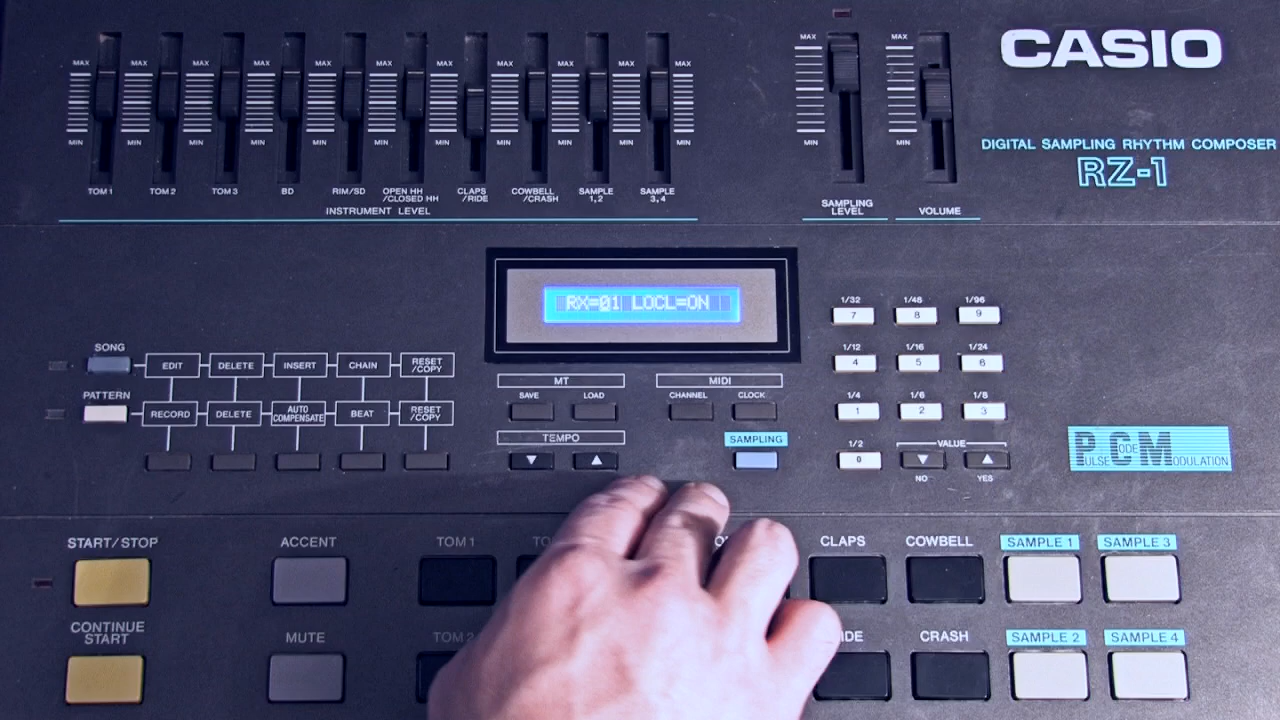 CASIO
DIGITAL SAMPLING RHYTHM COMPOSER
RZ-1
MAX MAX MAX MAX MAX MAX MAX MAX MAX MAX MAX
MIN MIN MIN MIN MIN MIN MIN MIN MIN MIN MIN
TOM 1
TOM 2
TOM 3
BD
RIM/SD
OPEN HH
/CLOSED HH
CLAPS
/RIDE
COWBELL
/CRASH
SAMPLE
1,2
SAMPLE
3,4
INSTRUMENT LEVEL
MAX MAX
MIN MIN
SAMPLING
LEVEL
VOLUME
RX=01 LOCL=ON
SONG
EDIT
DELETE
INSERT
CHAIN
RESET
/COPY
PATTERN
RECORD
DELETE
AUTO
COMPENSATE
BEAT
RESET
/COPY
MT
SAVE
LOAD
MIDI
CHANNEL
CLOCK
TEMPO
▼
▲
SAMPLING
1/32 1/48 1/96
7 8 9
1/12 1/16 1/24
4 5 6
1/4 1/6 1/8
1 2 3
1/2 VALUE
0 ▼ ▲
NO YES
PULSE CODE MODULATION
START/STOP
ACCENT
TOM 1
CLAPS
COWBELL
SAMPLE 1
SAMPLE 3
CONTINUE
START
MUTE
TOM 2
CRASH
SAMPLE 2
SAMPLE 4